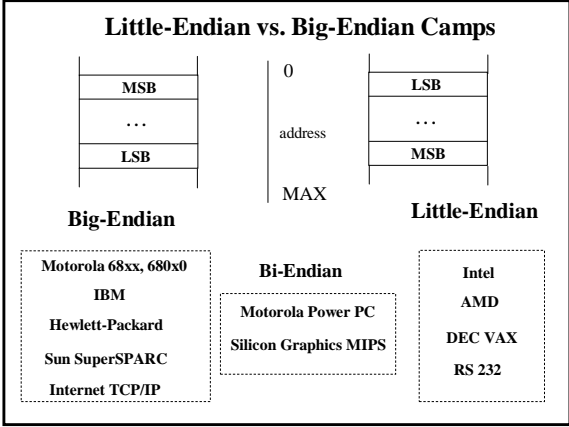 Little-Endian vs. Big-Endian Camps
MSB
...
LSB
Big-Endian
0
address
MAX
LSB
...
MSB
Little-Endian
Motorola 68xx, 680x0
IBM
Hewlett-Packard
Sun SuperSPARC
Internet TCP/IP
Bi-Endian
Motorola Power PC
Silicon Graphics MIPS
Intel
AMD
DEC VAX
RS 232